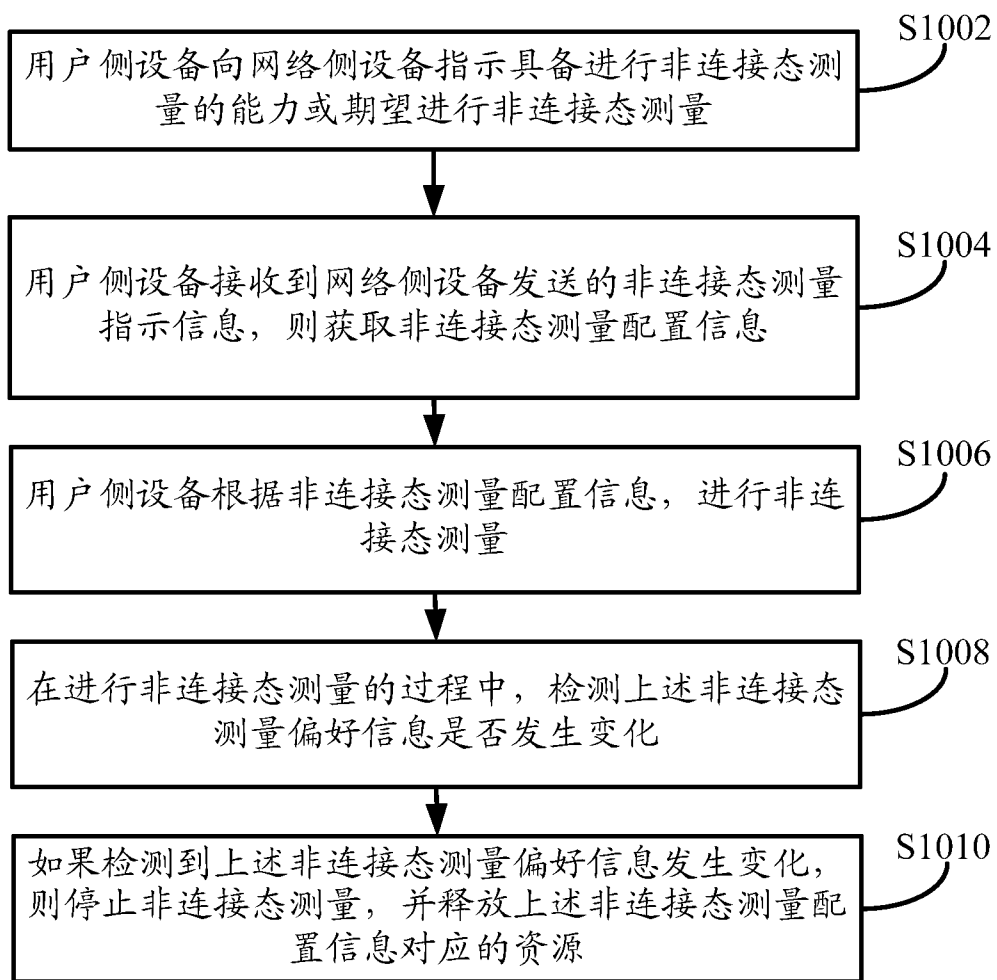 S1002
用户侧设备向网络侧设备指示具备进行非连接态测
量的能力或期望进行非连接态测量
S1004
用户侧设备接收到网络侧设备发送的非连接态测量
指示信息，则获取非连接态测量配置信息
S1006
用户侧设备根据非连接态测量配置信息，进行非连
接态测量
S1008
在进行非连接态测量的过程中，检测上述非连接态
测量偏好信息是否发生变化
S1010
如果检测到上述非连接态测量偏好信息发生变化，
则停止非连接态测量，并释放上述非连接态测量配
置信息对应的资源